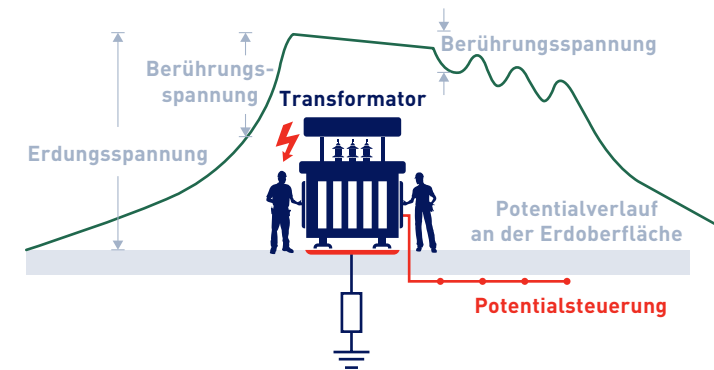 Berührungsspannung
Berührungs-
spannung
Transformator
Erdungsspannung
Potentialverlauf
an der Erdoberfläche
Potentialsteuerung